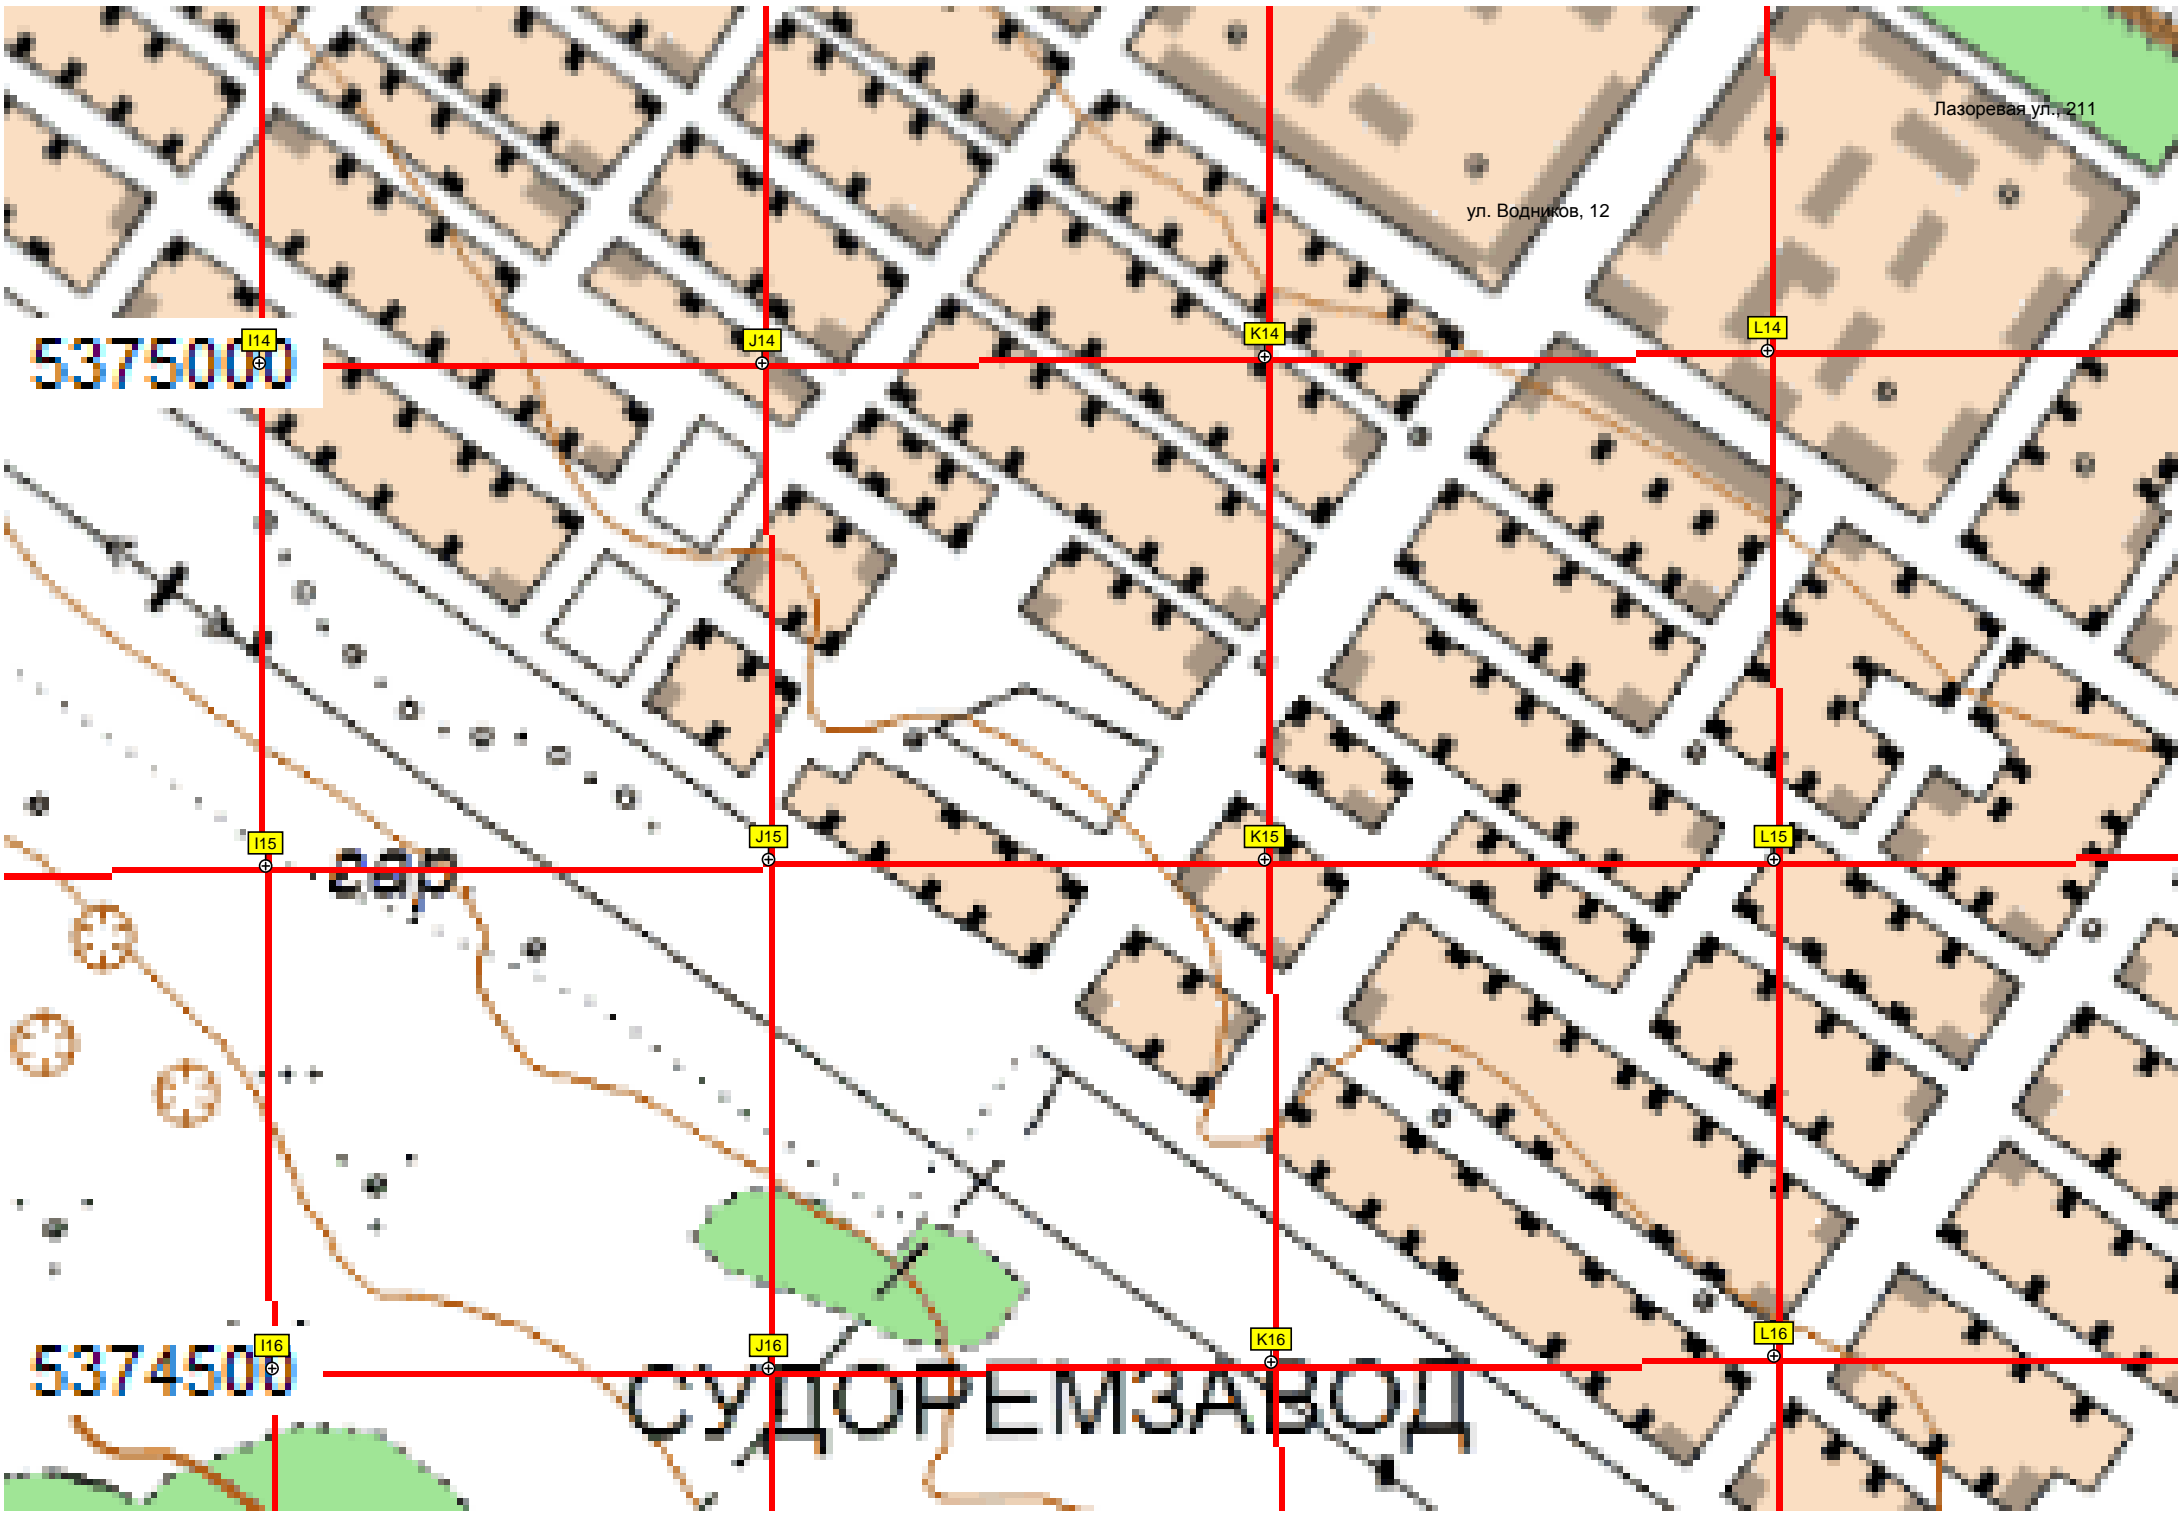 Лазоревая ул., 211
ул. Водников, 12
5375000
I14
J14
K14
L14
I15
J15
K15
L15
гар
I16
J16
K16
L16
5374500
СУДОРЕМЗАВОД